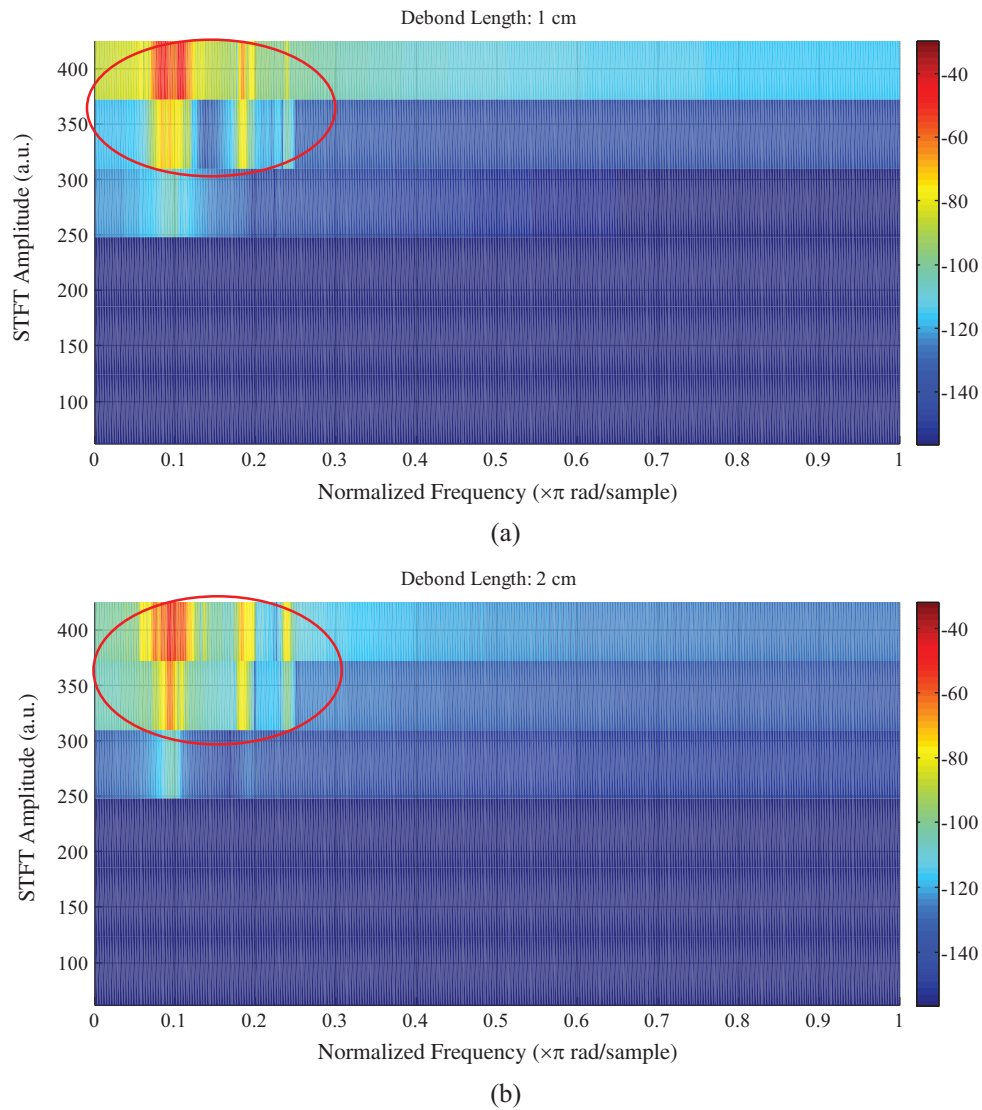 Debond Length: 1 cm
STFT Amplitude (a.u.)
400
350
300
250
200
150
100
0 0.1 0.2 0.3 0.4 0.5 0.6 0.7 0.8 0.9 1
Normalized Frequency (×π rad/sample)
-40
-60
-80
-100
-120
-140
(a)
Debond Length: 2 cm
STFT Amplitude (a.u.)
400
350
300
250
200
150
100
0 0.1 0.2 0.3 0.4 0.5 0.6 0.7 0.8 0.9 1
Normalized Frequency (×π rad/sample)
-40
-60
-80
-100
-120
-140
(b)